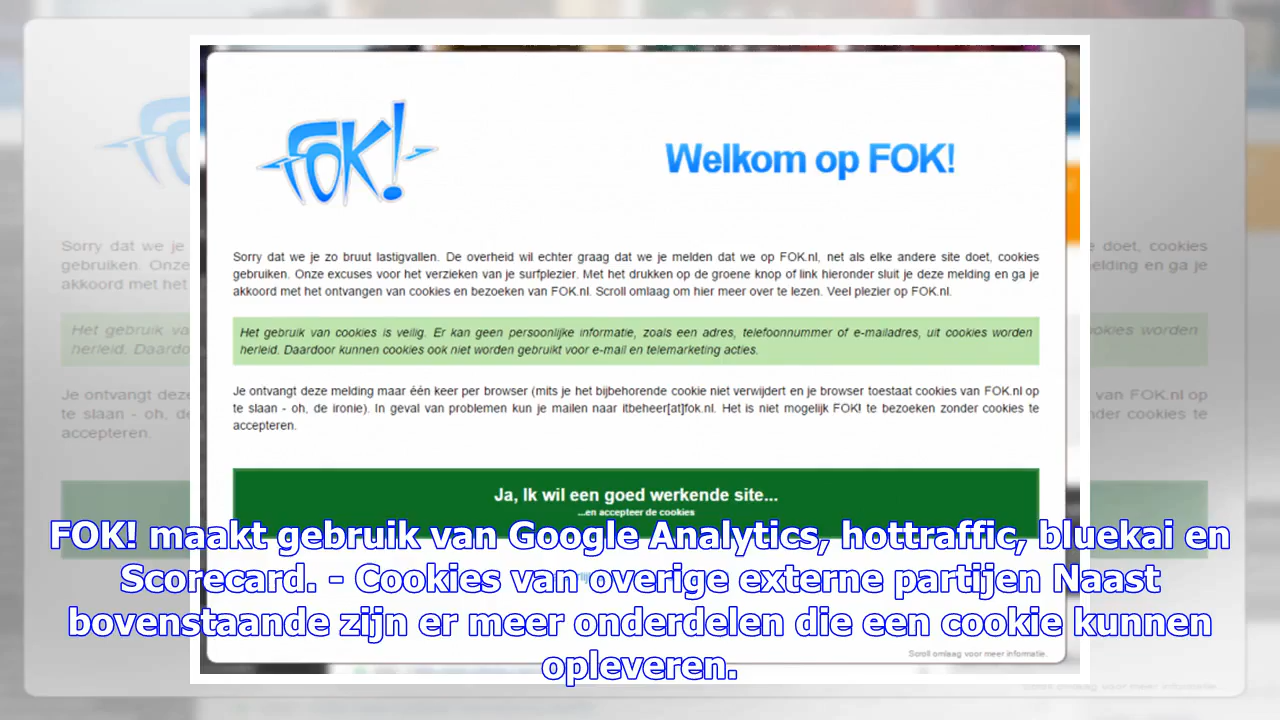 FOK!
Welkom op FOK!
Sorry dat we je zo bruut lastigvallen. De overheid wil echter graag dat we je melden dat we op FOK.nl, net als elke andere site doet, cookies
gebruiken. Onze excuses voor het verzieken van je surfplezier. Met het drukken op de groene knop of link hieronder sluit je deze melding en ga je
akkoord met het ontvangen van cookies en bezoeken van FOK.nl. Scroll omlaag om hier meer over te lezen. Veel plezier op FOK.nl.
Het gebruik van cookies is veilig. Er kan geen persoonlijke informatie, zoals een adres, telefoonnummer of e-mailadres, uit cookies worden
herleid. Daardoor kunnen cookies ook niet worden gebruikt voor e-mail en telemarketing acties.
Je ontvangt deze melding maar één keer per browser (mits je het bijbehorende cookie niet verwijdert en je browser toestaat cookies van FOK.nl op
te slaan - oh, de ironie). In geval van problemen kun je mailen naar itbeheer[at]fok.nl. Het is niet mogelijk FOK! te bezoeken zonder cookies te
accepteren.
Ja, Ik wil een goed werkende site...
...en accepteer de cookies
FOK! maakt gebruik van Google Analytics, hottraffic, bluekai en
Scorecard. - Cookies van overige externe partijen Naast
bovenstaande zijn er meer onderdelen die een cookie kunnen
opleveren.
Scroll omlaag voor meer informatie.